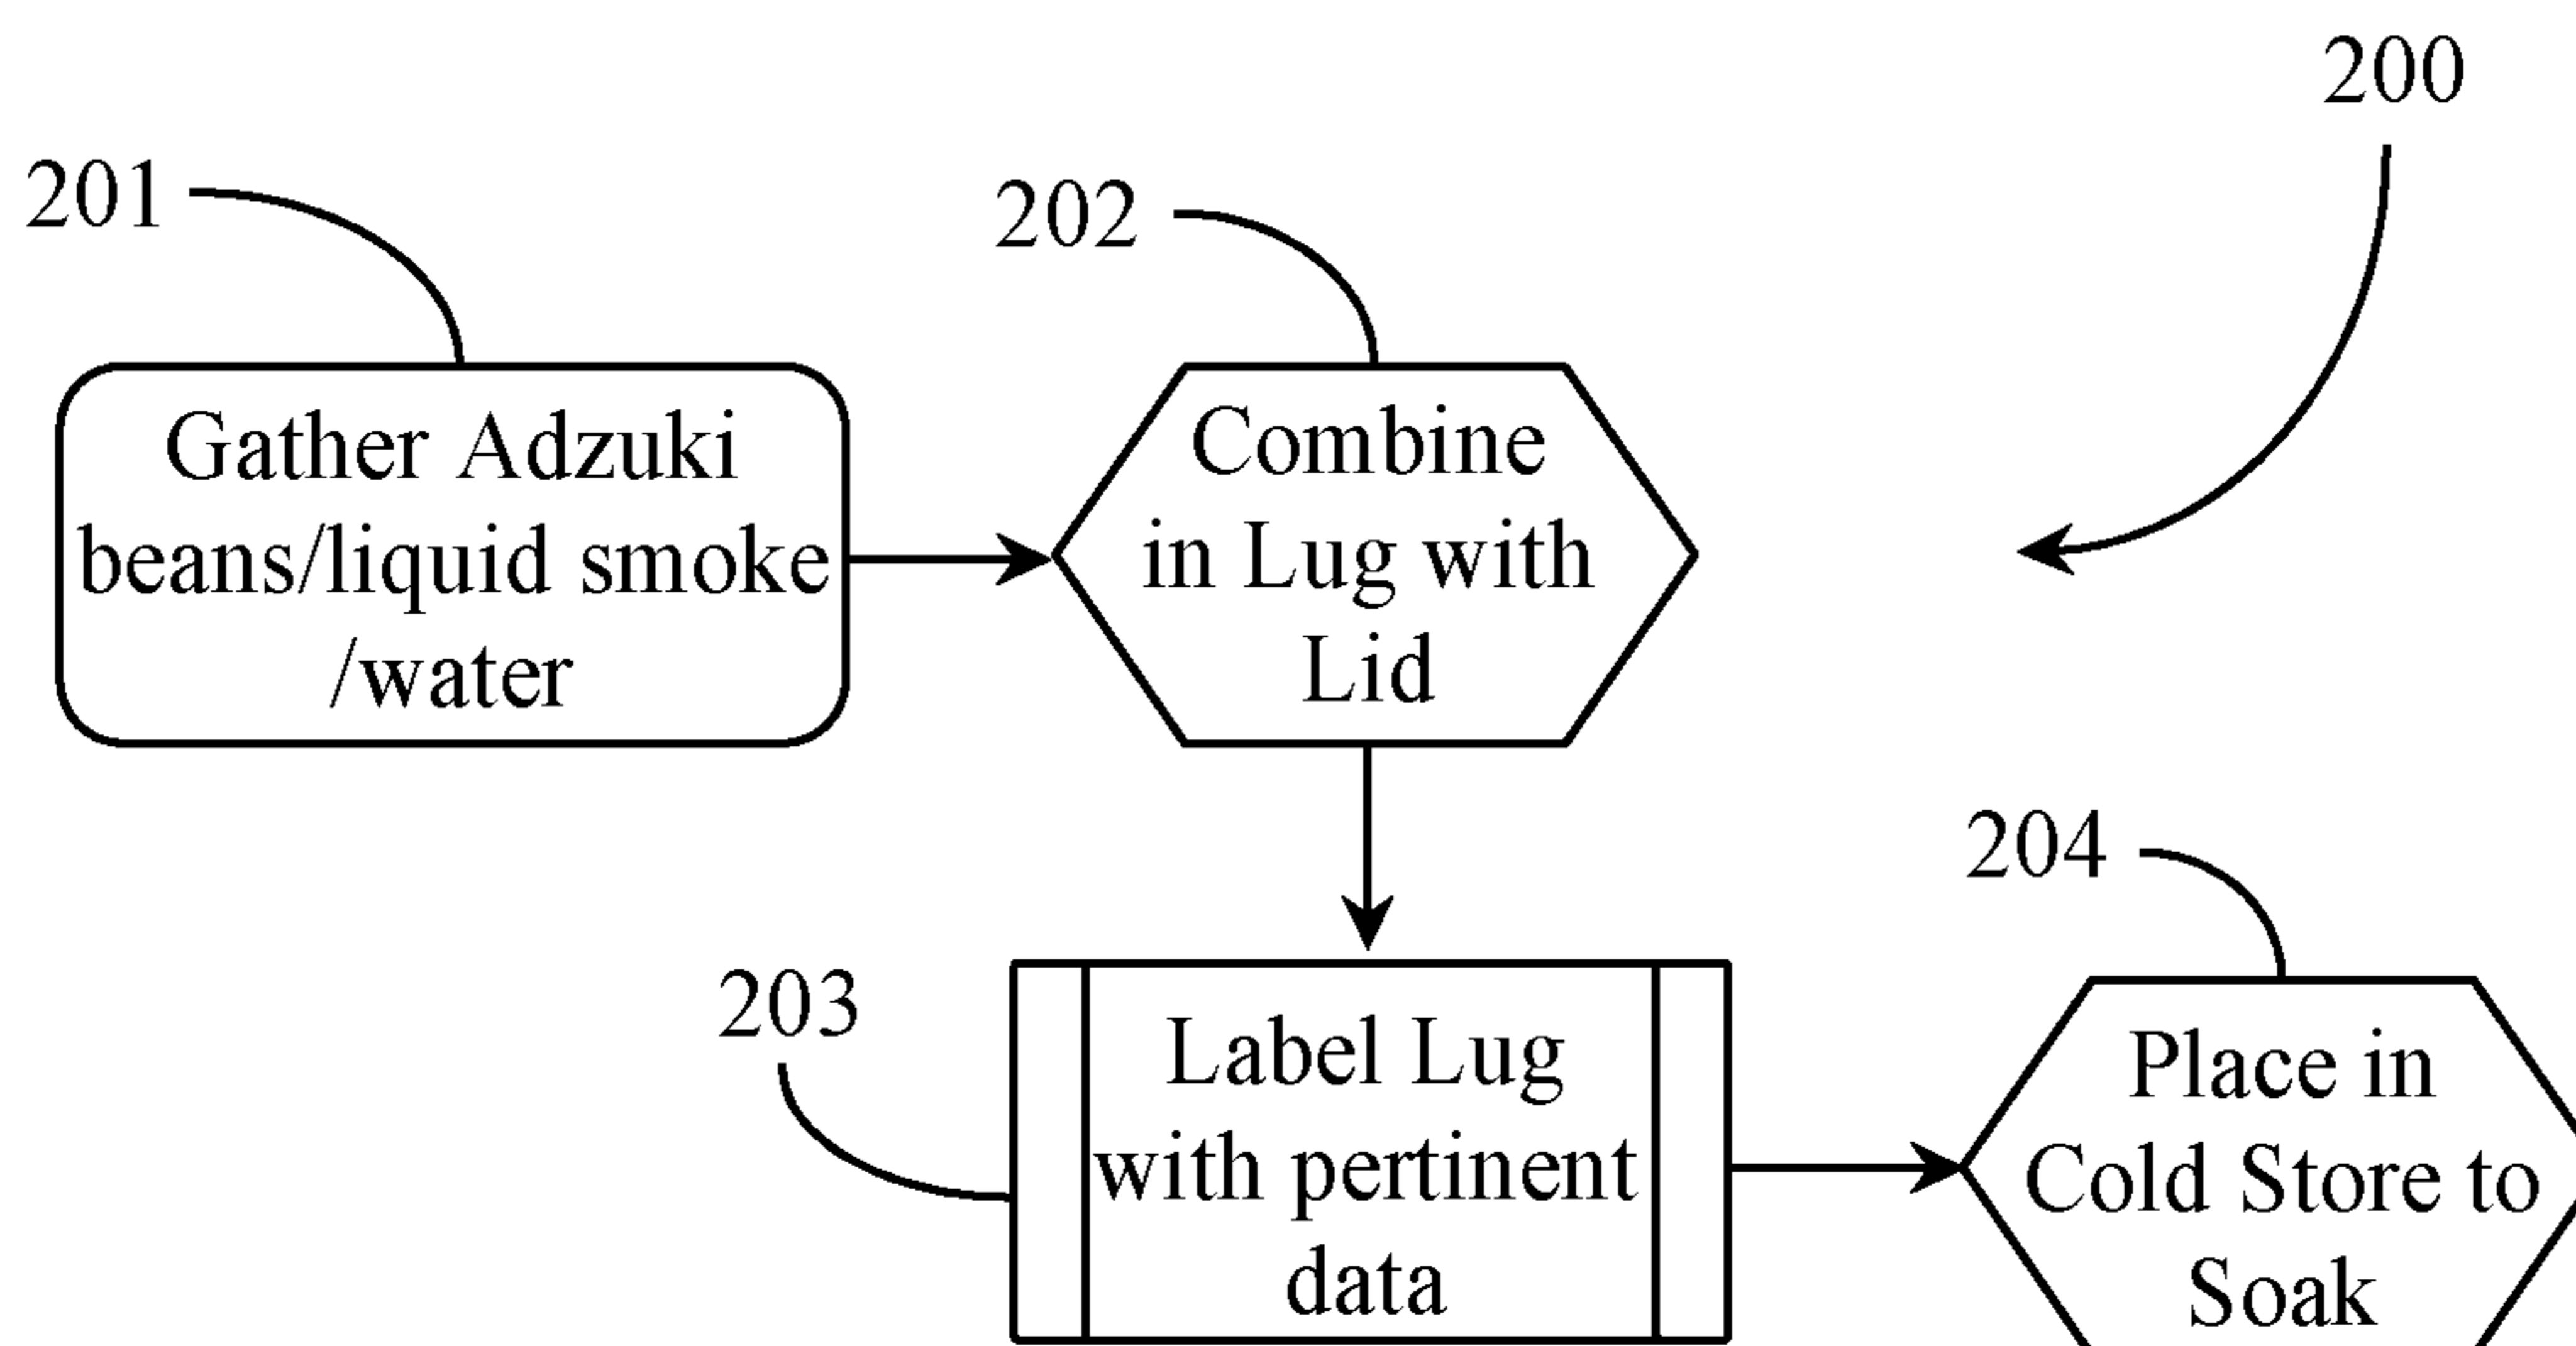 200
201
202
Gather Adzuki
beans/liquid smoke
/water
Combine
in Lug with
Lid
204
203
Label Lug
with pertinent
data
Place in
Cold Store to
Soak